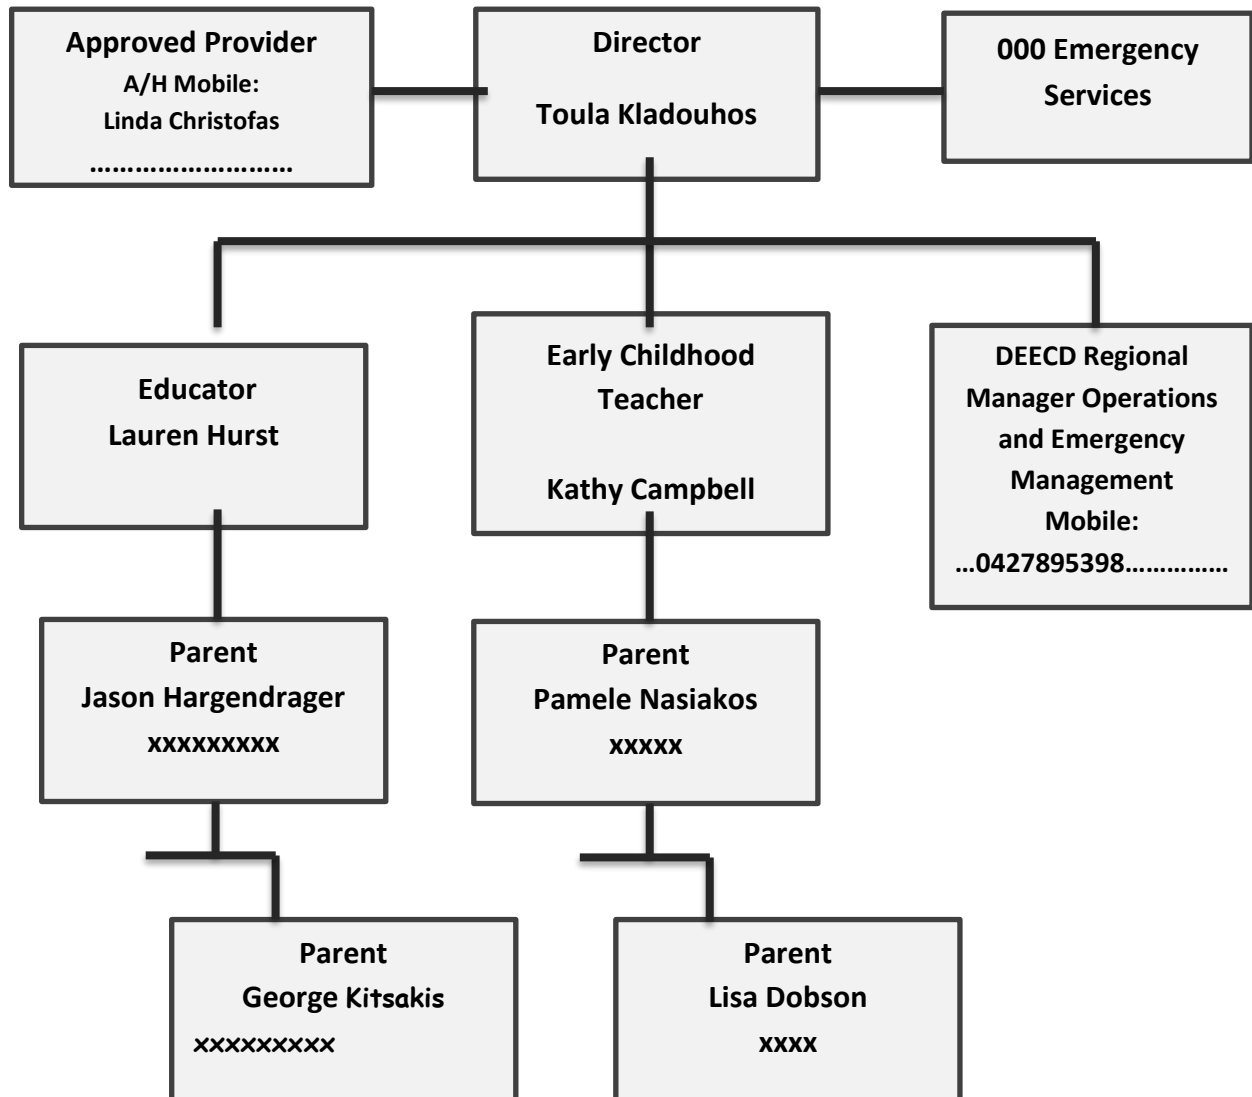 Approved Provider
A/H Mobile:
Linda Christofas
………………………
Director
Toula Kladouhos
000 Emergency
Services
Educator
Lauren Hurst
Early Childhood
Teacher
Kathy Campbell
DEECD Regional
Manager Operations
and Emergency
Management
Mobile:
…0427895398…………..
Parent
Jason Hargendrager
xxxxxxxxx
Parent
Pamele Nasiakos
xxxxx
Parent
George Kitsakis
xxxxxxxxx
Parent
Lisa Dobson
xxxx